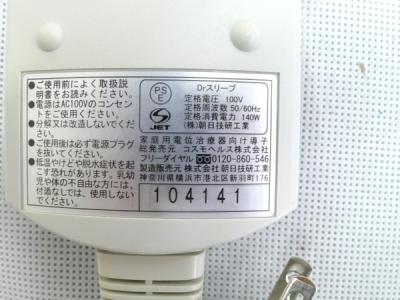 ●ご使用前によく取扱説
明書をお読みください。
●電源はAC100Vのコンセン
トをご使用ください。
●分解又は改造しないでくだ
さい。
●ご使用後は必ず電源プラグ
を抜いてください。
●低温やけどや脱水症状を起
こす恐れがあります。乳幼
児や体の不自由な方には、
付添なしでは、使用しない
でください。
PS
E
JET
Drスリープ
定格電圧 100V
定格周波数 50/60Hz
定格消費電力 140W
(株)朝日技研工業
家庭用電位治療器向け導子
総発売元 コスモヘルス株式会社
フリーダイヤル 0120-860-546
製造販売元 ㈱朝日技研工業
神奈川県横浜市港北区新羽町176
104141